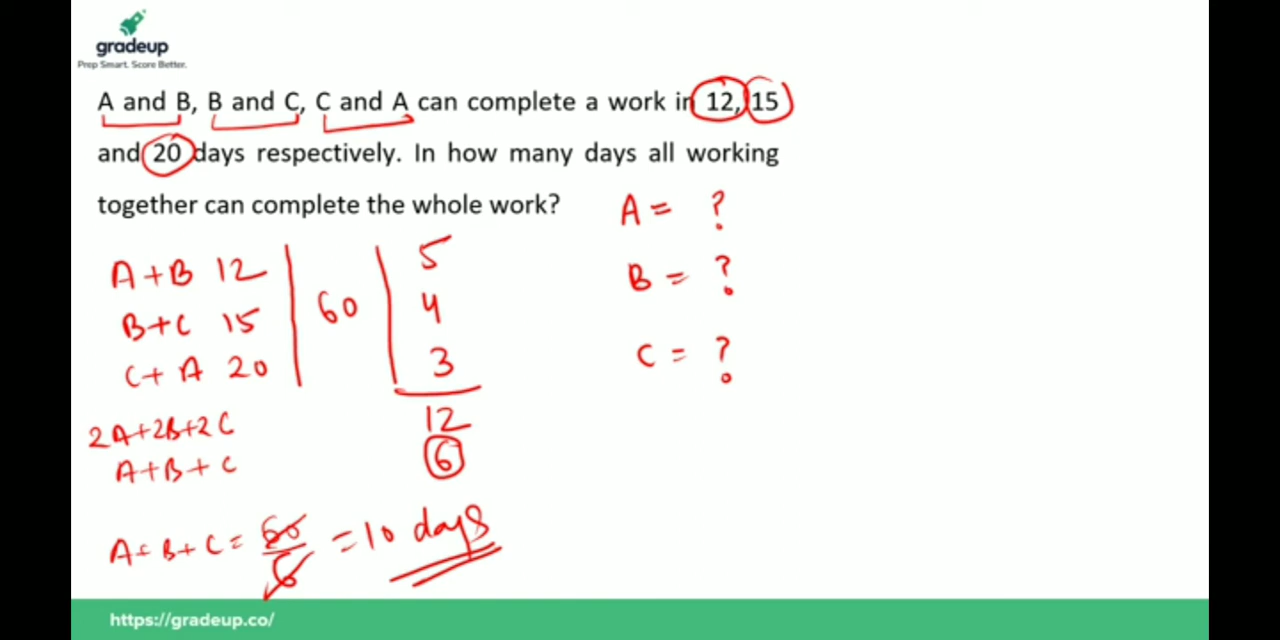 gradeup
Prep Smart. Score Better.
A and B, B and C, C and A can complete a work in 12, 15
and 20 days respectively. In how many days all working
together can complete the whole work?
A = ?
B = ?
C = ?
A+B 12 | 60 | 5
B+C 15 4
C+A 20 3
2A+2B+2C 12
A+B+C 6
A+B+C = 60/6 = 10 days
https://gradeup.co/